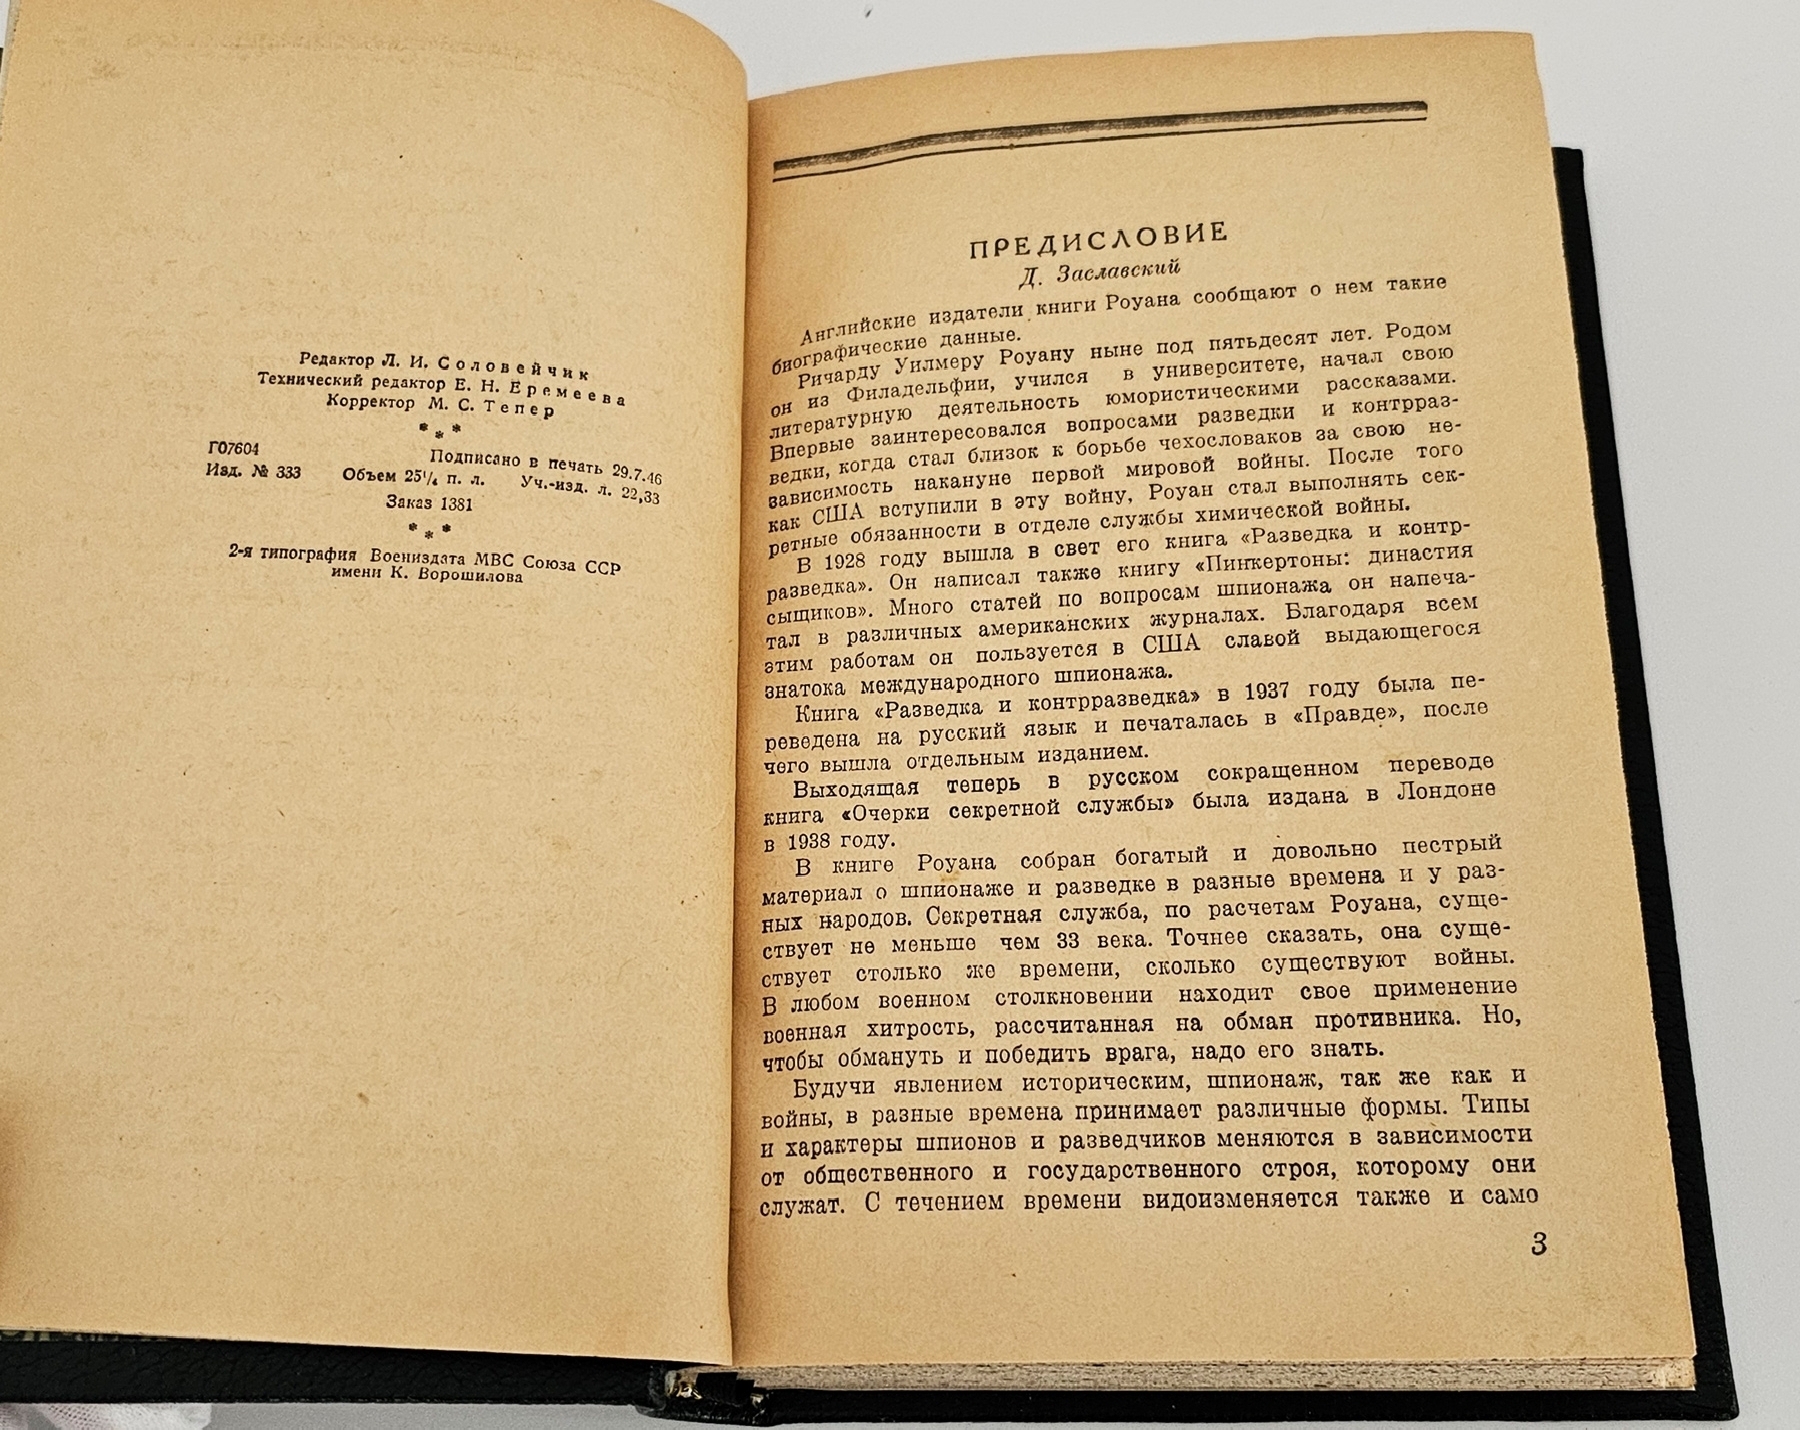 Редактор Л. И. Соловейчик
Технический редактор Е. Н. Еремеева
Корректор М. С. Тепер
* * *
Г07604
Подписано в печать 29.7.46
Изд. № 333 Объем 25¼ п. л. Уч.-изд. л. 22,33
Заказ 1381
* * *
2-я типография Воениздата МВС Союза ССР
имени К. Ворошилова
ПРЕДИСЛОВИЕ
Д. Заславский
Английские издатели книги Роуана сообщают о нем такие
биографические данные.
Ричарду Уилмеру Роуану ныне под пятьдесят лет. Родом
он из Филадельфии, учился в университете, начал свою
литературную деятельность юмористическими рассказами.
Впервые заинтересовался вопросами разведки и контрраз-
ведки, когда стал близок к борьбе чехословаков за свою не-
зависимость накануне первой мировой войны. После того
как США вступили в эту войну, Роуан стал выполнять сек-
ретные обязанности в отделе службы химической войны.
В 1928 году вышла в свет его книга «Разведка и контр-
разведка». Он написал также книгу «Пинкертоны: династия
сыщиков». Много статей по вопросам шпионажа он напеча-
тал в различных американских журналах. Благодаря всем
этим работам он пользуется в США славой выдающегося
знатока международного шпионажа.
Книга «Разведка и контрразведка» в 1937 году была пе-
реведена на русский язык и печаталась в «Правде», после
чего вышла отдельным изданием.
Выходящая теперь в русском сокращенном переводе
книга «Очерки секретной службы» была издана в Лондоне
в 1938 году.
В книге Роуана собран богатый и довольно пестрый
материал о шпионаже и разведке в разные времена и у раз-
ных народов. Секретная служба, по расчетам Роуана, суще-
ствует не меньше чем 33 века. Точнее сказать, она суще-
ствует столько же времени, сколько существуют войны.
В любом военном столкновении находит свое применение
военная хитрость, рассчитанная на обман противника. Но,
чтобы обмануть и победить врага, надо его знать.
Будучи явлением историческим, шпионаж, так же как и
войны, в разные времена принимает различные формы. Типы
и характеры шпионов и разведчиков меняются в зависимости
от общественного и государственного строя, которому они
служат. С течением времени видоизменяется также и само
3